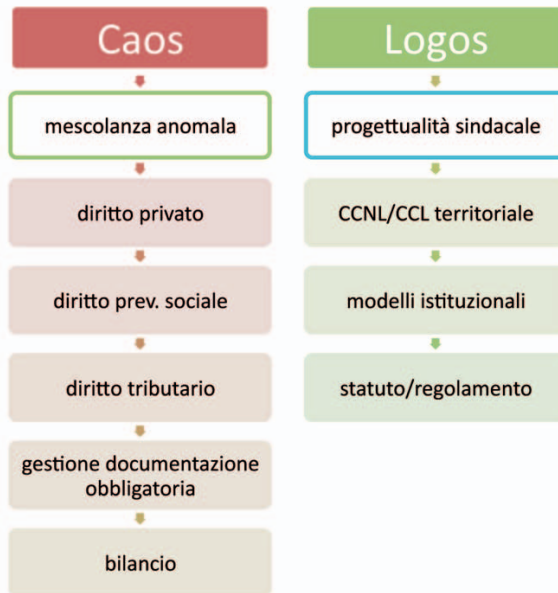 Caos
mescolanza anomala
diritto privato
diritto prev. sociale
diritto tributario
gestione documentazione
obbligatoria
bilancio
Logos
progettualità sindacale
CCNL/CCL territoriale
modelli istituzionali
statuto/regolamento